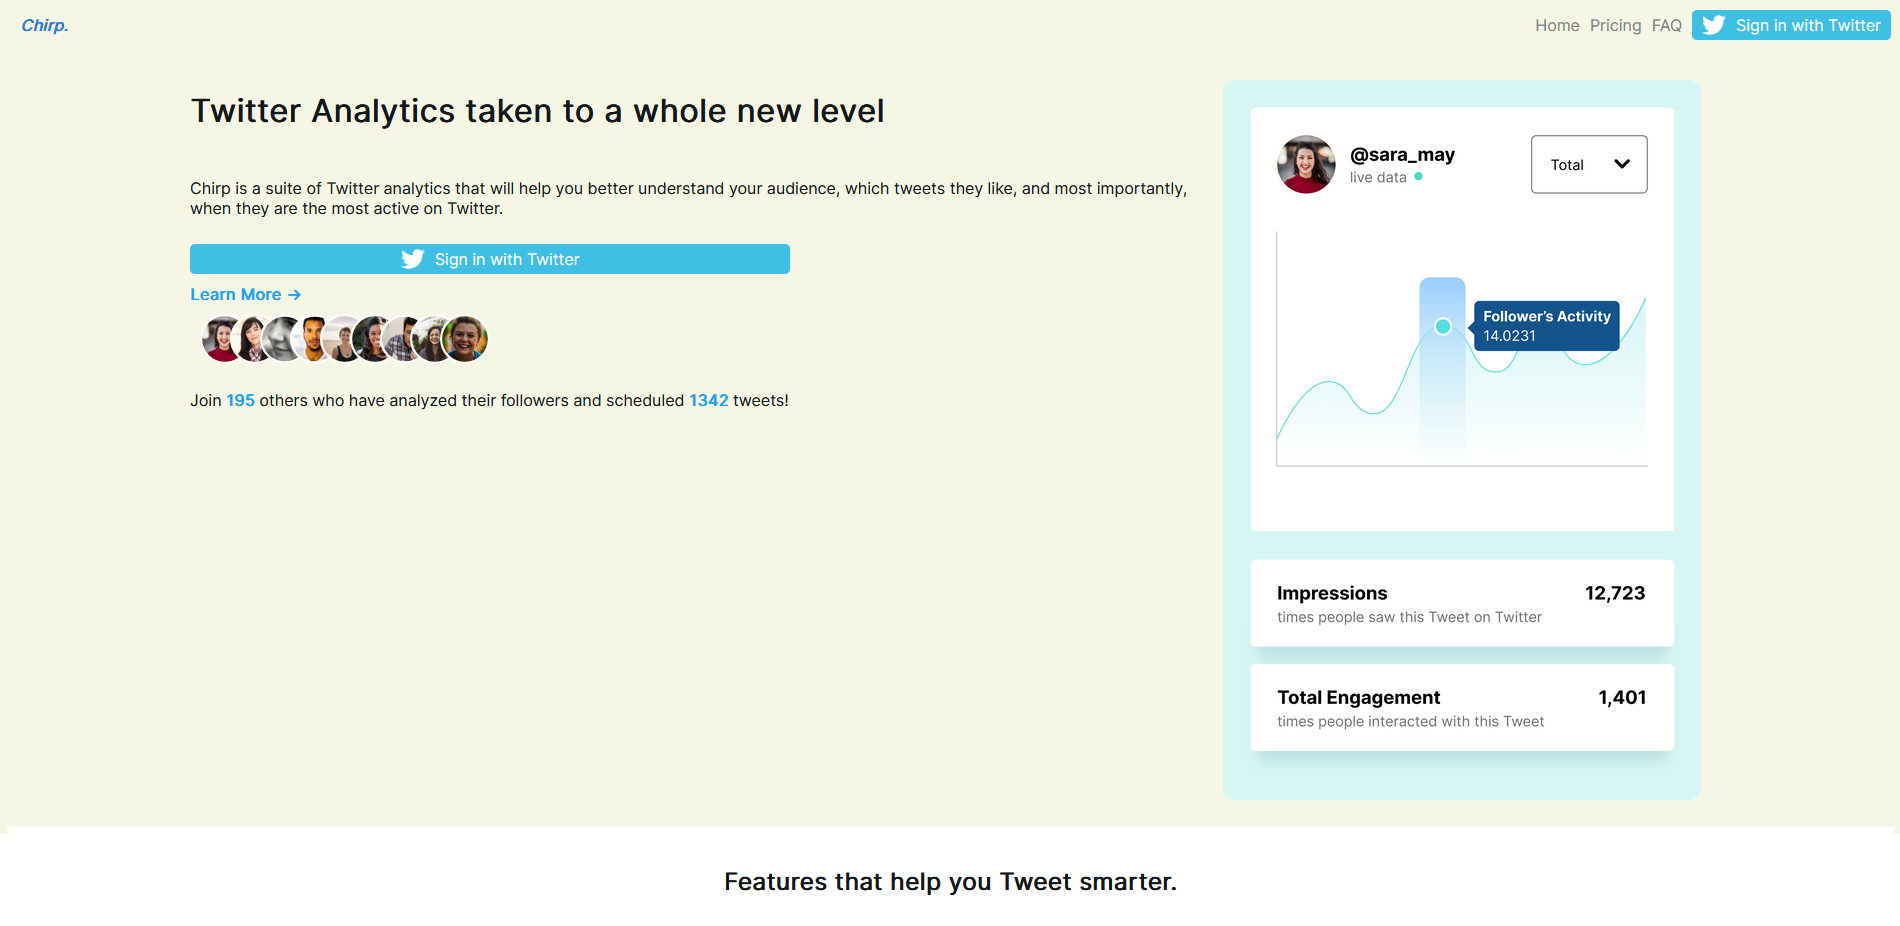 Chirp.
Home Pricing FAQ Sign in with Twitter
Twitter Analytics taken to a whole new level
Chirp is a suite of Twitter analytics that will help you better understand your audience, which tweets they like, and most importantly,
when they are the most active on Twitter.
Sign in with Twitter
Learn More →
Join 195 others who have analyzed their followers and scheduled 1342 tweets!
@sara_may
live data
Total
Follower’s Activity
14.0231
Impressions 12,723
times people saw this Tweet on Twitter
Total Engagement 1,401
times people interacted with this Tweet
Features that help you Tweet smarter.